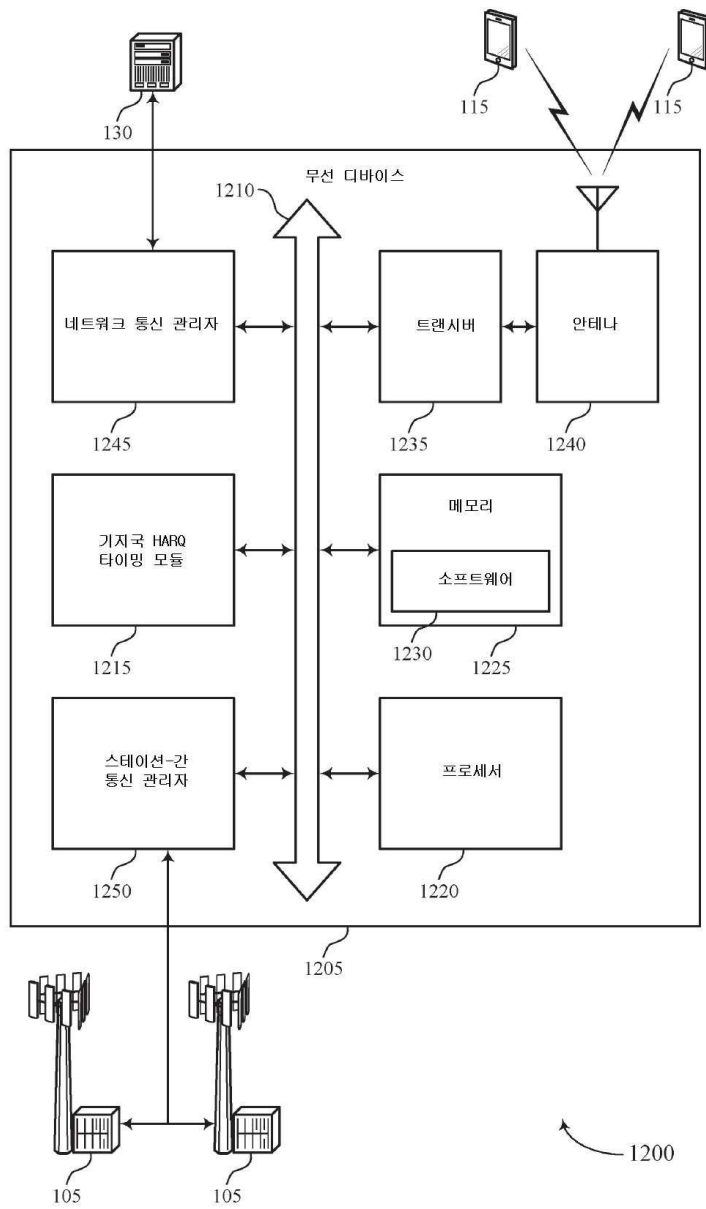 130
115
115
무선 디바이스
1210
네트워크 통신 관리자
트랜시버
안테나
1245
1235
1240
기지국 HARQ
타이밍 모듈
메모리
소프트웨어
1215
1230
1225
스테이션-간
통신 관리자
프로세서
1250
1220
1205
105
105
1200